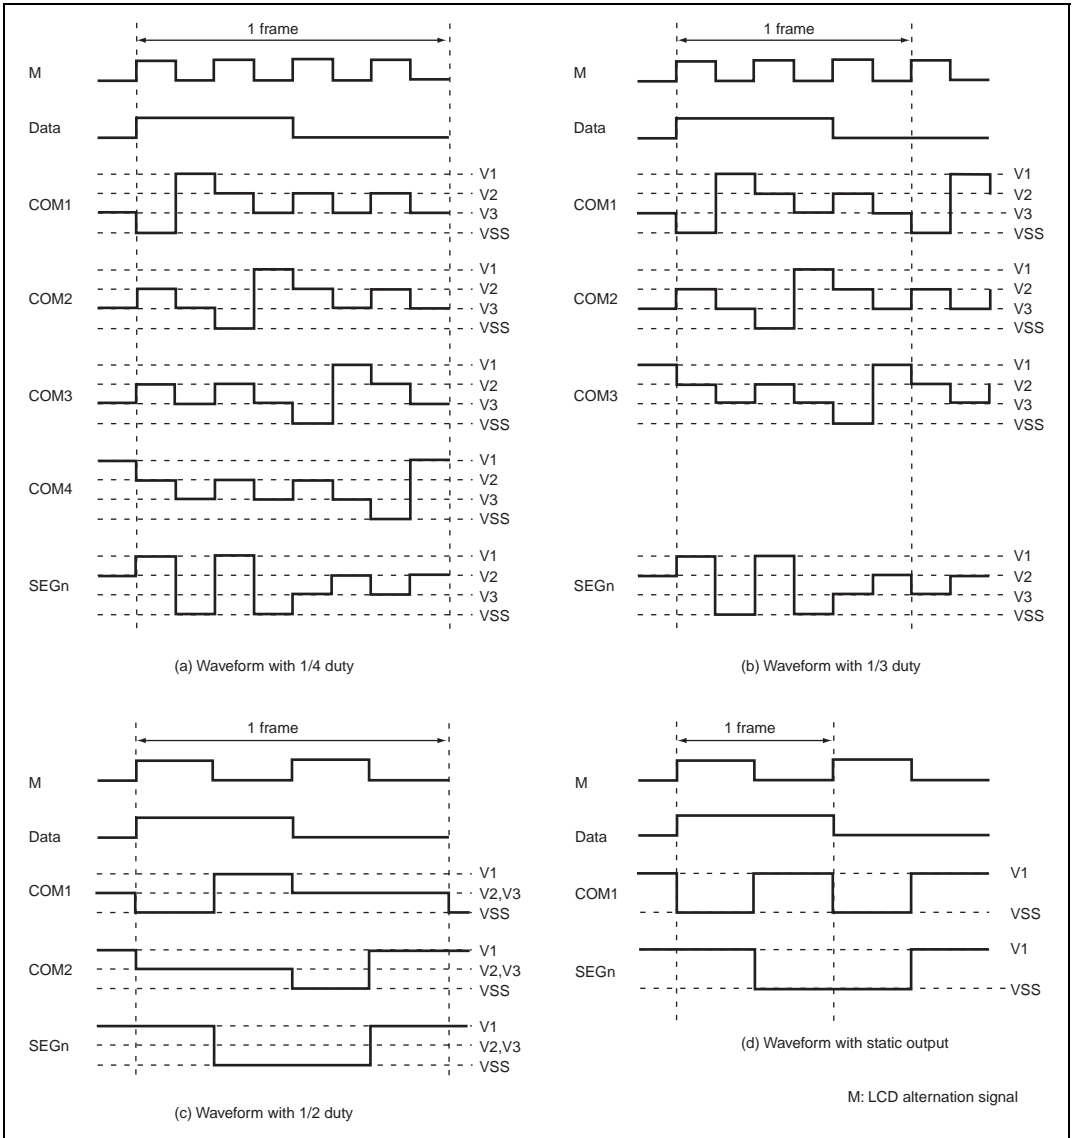 1 frame
M
Data
COM1
V1
V2
V3
VSS
COM2
V1
V2
V3
VSS
COM3
V1
V2
V3
VSS
COM4
V1
V2
V3
VSS
SEGn
V1
V2
V3
VSS
(a) Waveform with 1/4 duty
1 frame
M
Data
COM1
V1
V2
V3
VSS
COM2
V1
V2
V3
VSS
COM3
V1
V2
V3
VSS
SEGn
V1
V2
V3
VSS
(b) Waveform with 1/3 duty
1 frame
M
Data
COM1
V1
V2,V3
VSS
COM2
V1
V2,V3
VSS
SEGn
V1
V2,V3
VSS
(c) Waveform with 1/2 duty
1 frame
M
Data
COM1
V1
VSS
SEGn
V1
VSS
(d) Waveform with static output
M: LCD alternation signal